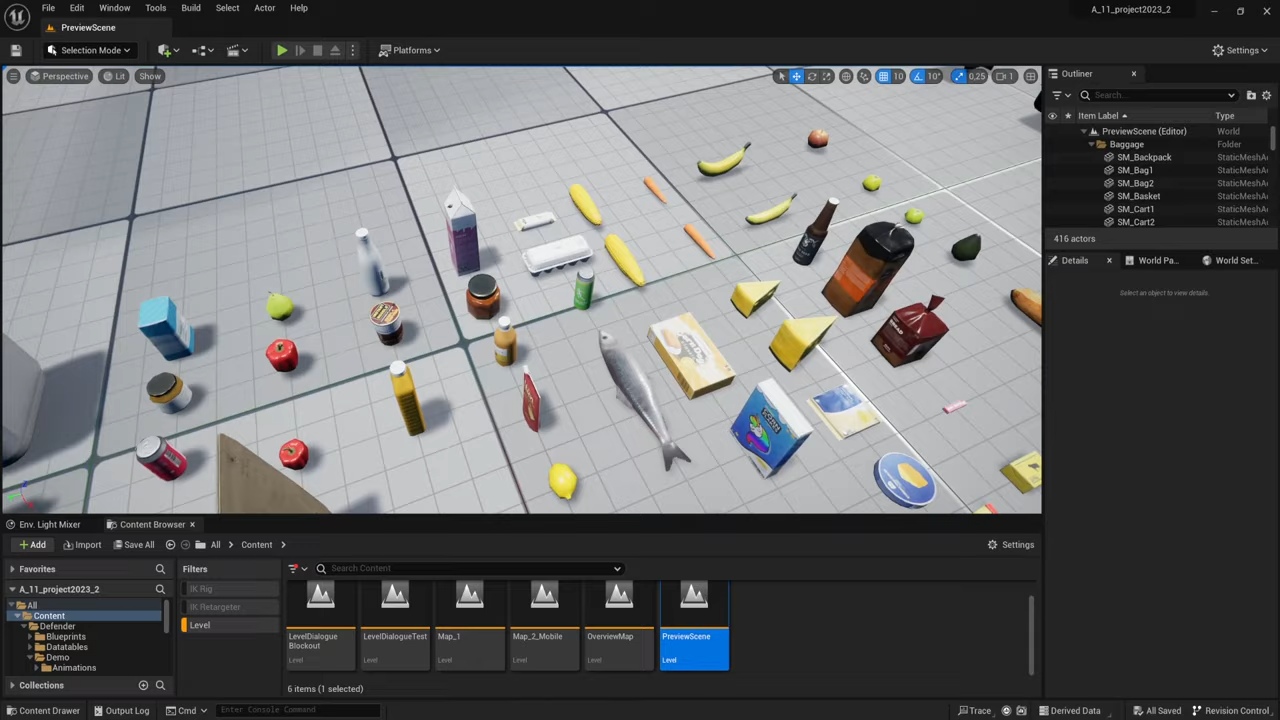 File Edit Window Tools Build Select Actor Help
A_11_project2023_2
PreviewScene
Selection Mode
Platforms
Settings
Perspective Lit Show
10 10° 0,25 1
Outliner
Search...
Item Label Type
PreviewScene (Editor) World
Baggage Folder
SM_Backpack StaticMeshA
SM_Bag1 StaticMeshA
SM_Bag2 StaticMeshA
SM_Basket StaticMeshA
SM_Cart1 StaticMeshA
SM_Cart2 StaticMeshA
416 actors
Details World Pa... World Set...
Select an object to view details.
Env. Light Mixer Content Browser
Add Import Save All All Content Settings
Favorites
Filters
Search Content
A_11_project2023_2
IK Rig
All
IK Retargeter
Content
Level
Defender
Blueprints
Datatables
Demo
Animations
LevelDialogue
Blockout
Level
LevelDialogueTest
Level
Map_1
Level
Map_2_Mobile
Level
OverviewMap
Level
PreviewScene
Level
Collections
6 items (1 selected)
Content Drawer Output Log Cmd Enter Console Command Trace Derived Data All Saved Revision Control